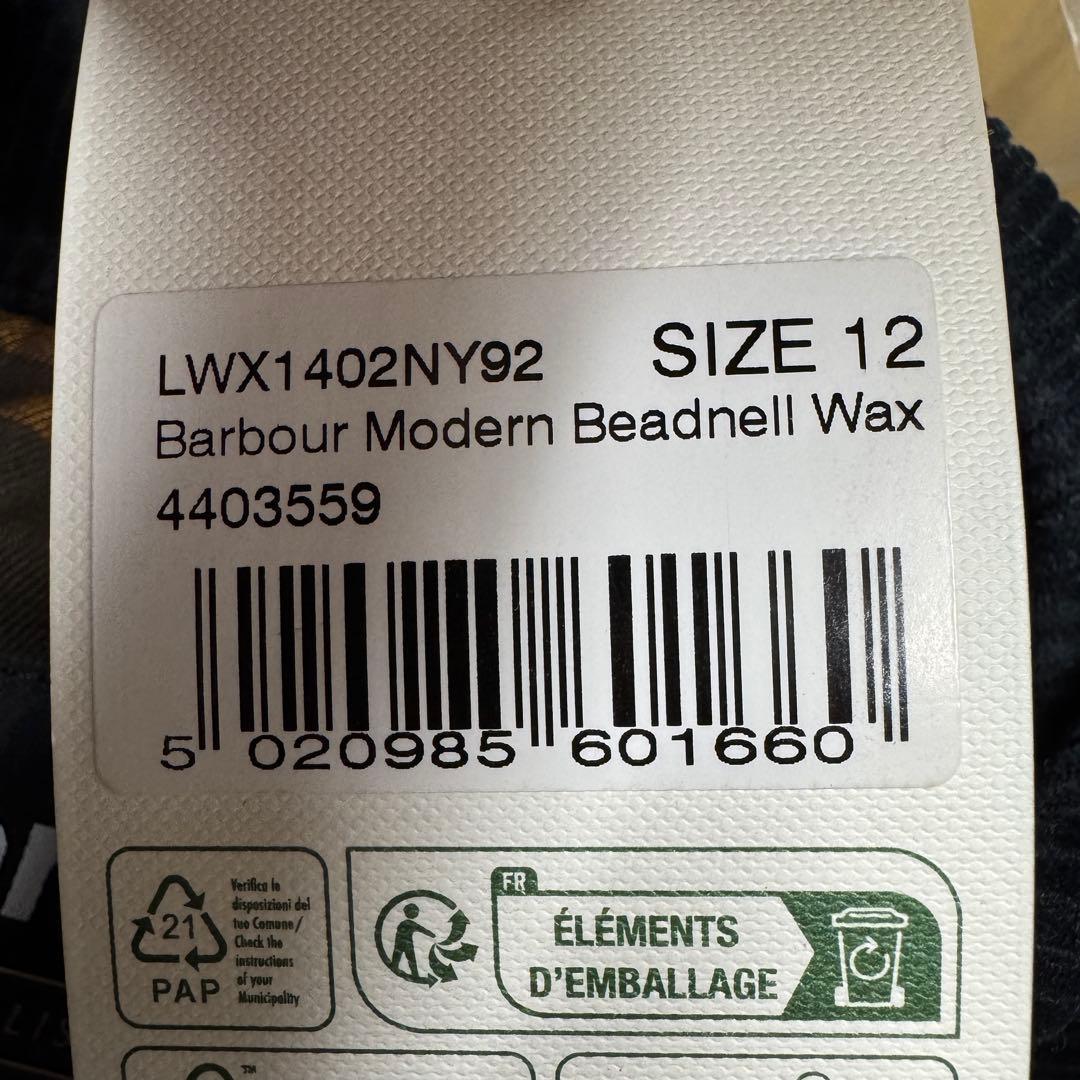 LWX1402NY92 SIZE 12
Barbour Modern Beadnell Wax
4403559
5 020985 601660
21
PAP
Verifica le
disposizioni del
tuo Comune/
Check the
instructions
of your
Municipality
FR
ÉLÉMENTS
D'EMBALLAGE
TM